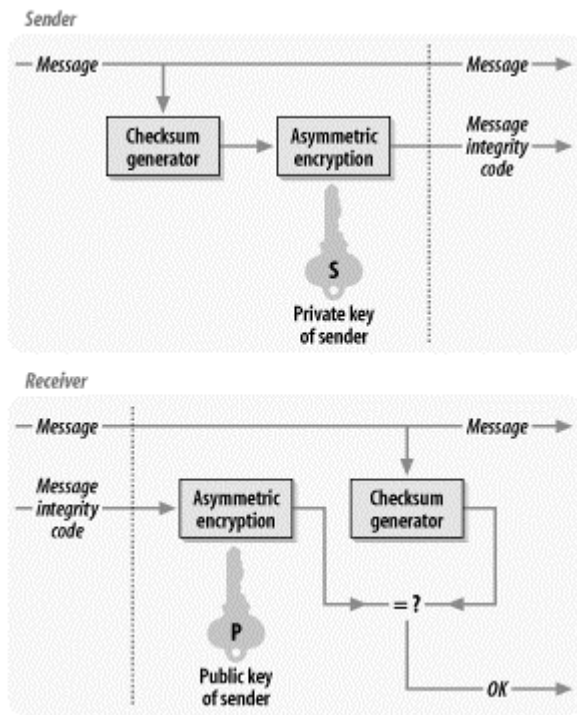 Sender
Message
Message
Checksum
generator
Asymmetric
encryption
Message
integrity
code
S
Private key
of sender
Receiver
Message
Message
Message
integrity
code
Asymmetric
encryption
Checksum
generator
= ?
P
Public key
of sender
OK